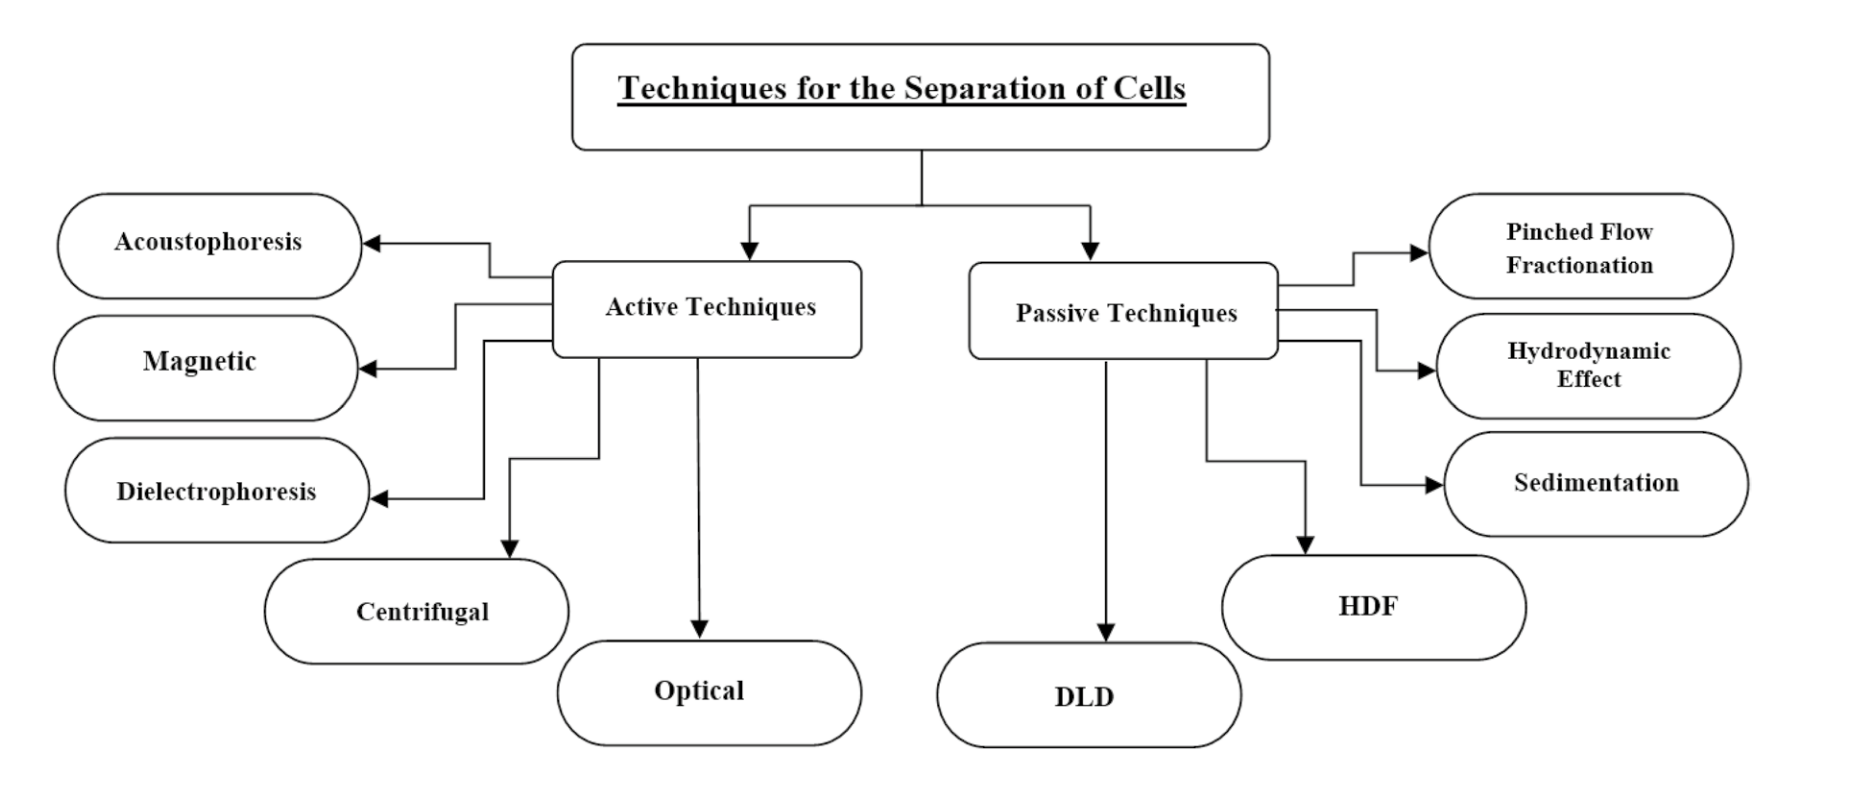 Techniques for the Separation of Cells
Acoustophoresis
Pinched Flow
Fractionation
Active Techniques
Passive Techniques
Magnetic
Hydrodynamic
Effect
Dielectrophoresis
Sedimentation
Centrifugal
HDF
Optical
DLD